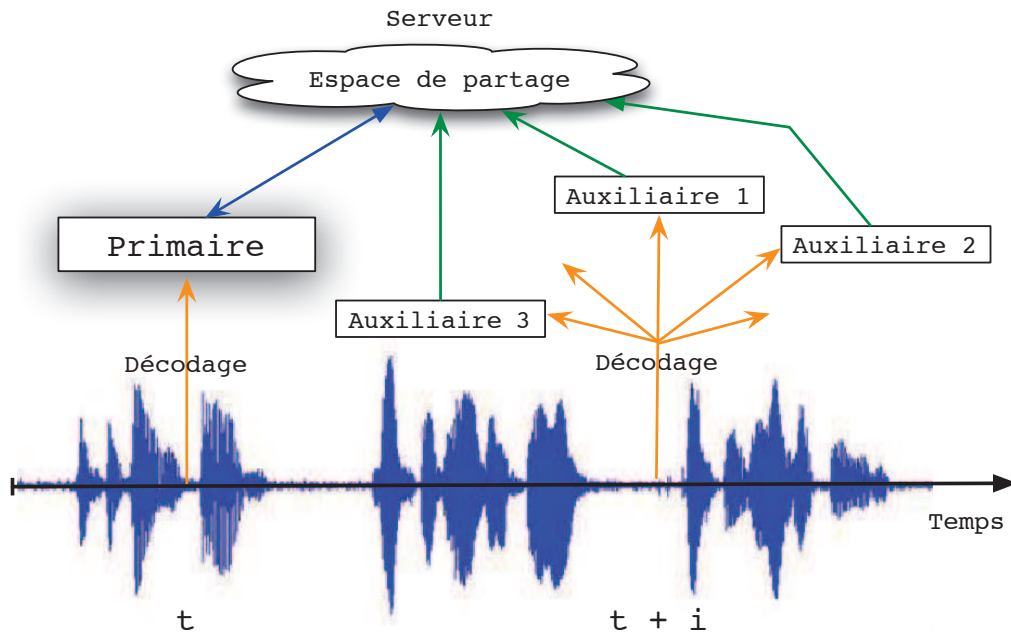 Serveur
Espace de partage
Auxiliaire 1
Primaire
Auxiliaire 2
Auxiliaire 3
Décodage
Décodage
Temps
t
t + i